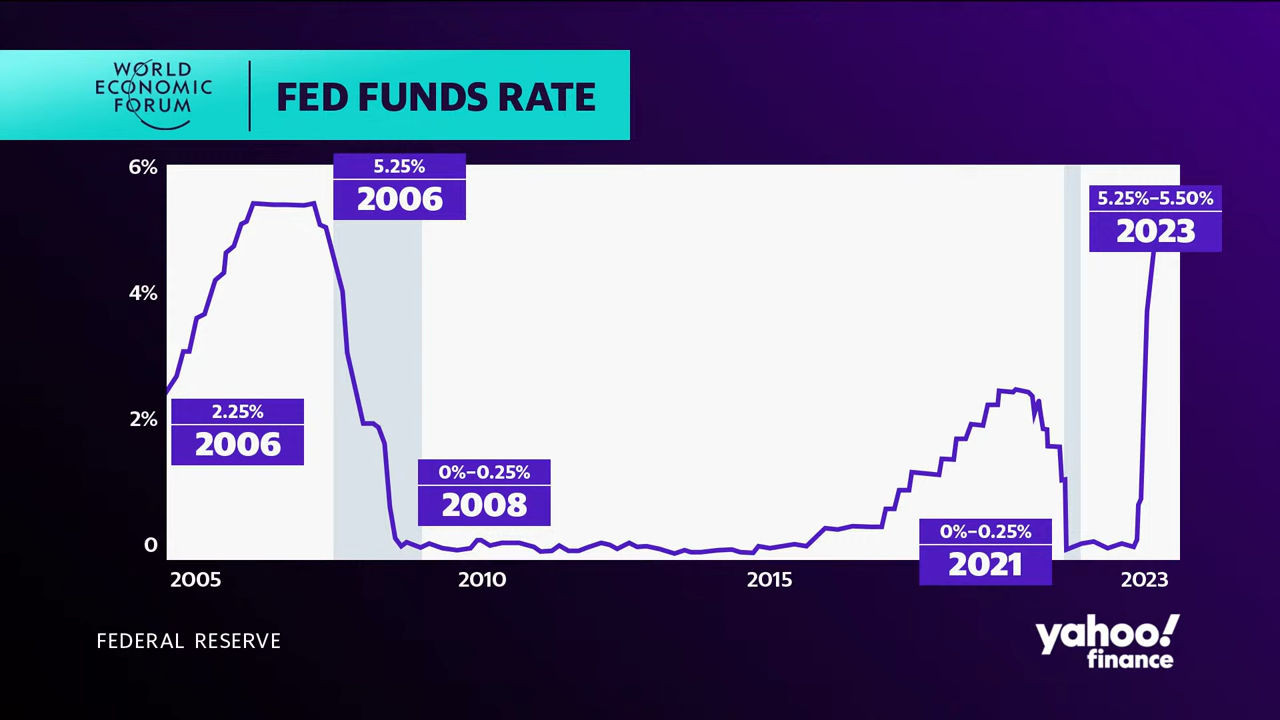 WORLD
ECONOMIC
FORUM
FED FUNDS RATE
6%
4%
2%
0
5.25%
2006
5.25%–5.50%
2023
2.25%
2006
0%–0.25%
2008
0%–0.25%
2021
2005
2010
2015
2023
FEDERAL RESERVE
yahoo!
finance